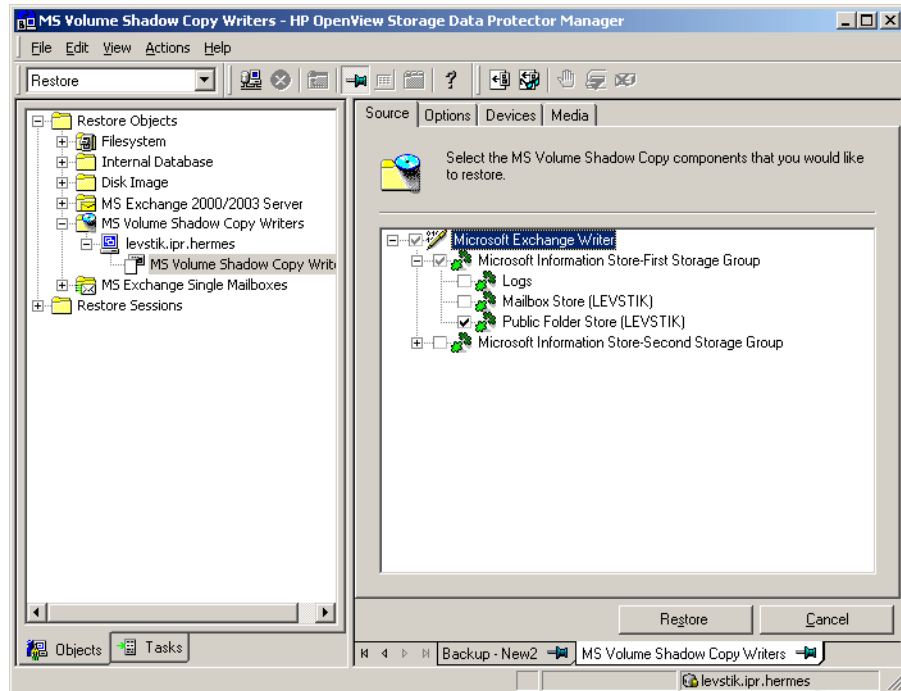 MS Volume Shadow Copy Writers - HP OpenView Storage Data Protector Manager
File Edit View Actions Help
Restore
Restore Objects
Filesystem
Internal Database
Disk Image
MS Exchange 2000/2003 Server
MS Volume Shadow Copy Writers
levstik.ipr.hermes
MS Volume Shadow Copy Write
MS Exchange Single Mailboxes
Restore Sessions
Objects Tasks
Source Options Devices Media
Select the MS Volume Shadow Copy components that you would like
to restore.
Microsoft Exchange Writer
Microsoft Information Store-First Storage Group
Logs
Mailbox Store (LEVSTIK)
Public Folder Store (LEVSTIK)
Microsoft Information Store-Second Storage Group
Restore Cancel
Backup - New2 MS Volume Shadow Copy Writers
levstik.ipr.hermes